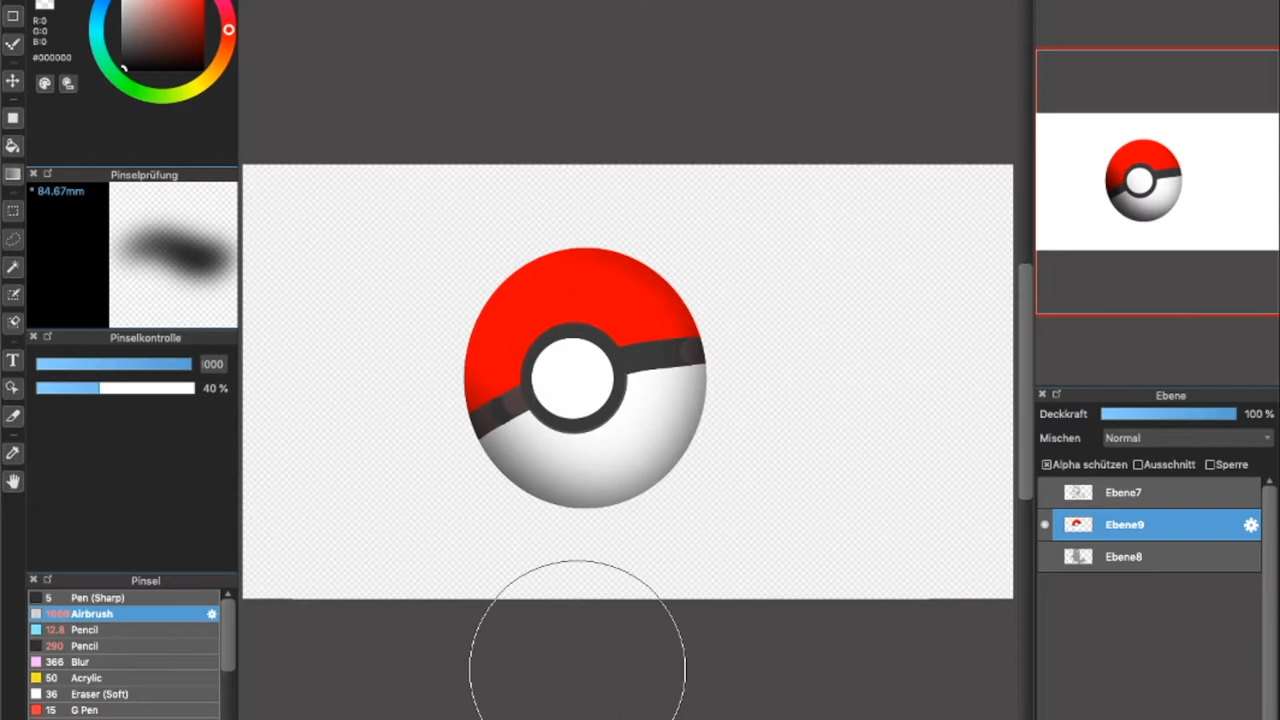 R:0
G:0
B:0
#000000
Pinselprüfung
* 84.67mm
Pinselkontrolle
000
40 %
Pinsel
5 Pen (Sharp)
1000 Airbrush
12.8 Pencil
290 Pencil
366 Blur
50 Acrylic
36 Eraser (Soft)
15 G Pen
Ebene
Deckkraft 100 %
Mischen Normal
Alpha schützen Ausschnitt Sperre
Ebene7
Ebene9
Ebene8